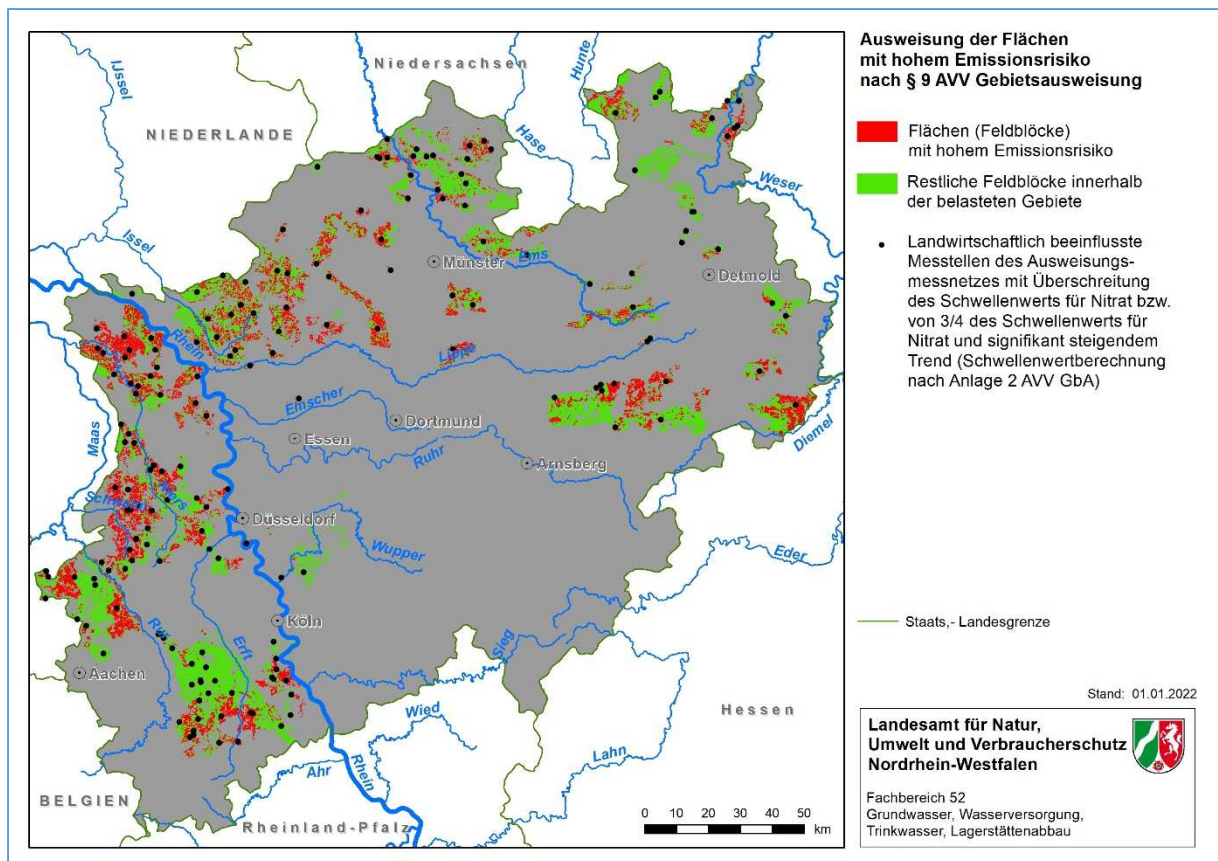 Ausweisung der Flächen
mit hohem Emissionsrisiko
nach § 9 AVV Gebietsausweisung
Flächen (Feldblöcke)
mit hohem Emissionsrisiko
Restliche Feldblöcke innerhalb
der belasteten Gebiete
Landwirtschaftlich beeinflusste
Messtellen des Ausweisungs-
messnetzes mit Überschreitung
des Schwellenwerts für Nitrat bzw.
von 3/4 des Schwellenwerts für
Nitrat und signifikant steigendem
Trend (Schwellenwertberechnung
nach Anlage 2 AVV GbA)
Staats,- Landesgrenze
Stand: 01.01.2022
Landesamt für Natur,
Umwelt und Verbraucherschutz
Nordrhein-Westfalen
Fachbereich 52
Grundwasser, Wasserversorgung,
Trinkwasser, Lagerstättenabbau
IJssel
Niedersachsen
Hunte
NIEDERLANDE
Hase
Weser
Issel
Münster
Ems
Detmold
Rhein
Lippe
Emscher
Dortmund
Maas
Essen
Ruhr
Arnsberg
Diemel
Schwalm
Niers
Düsseldorf
Wupper
Eder
Köln
Rur
Erft
Sieg
Aachen
Wied
Hessen
Lahn
Ahr
Rhein
BELGIEN
Rheinland-Pfalz
0 10 20 30 40 50
km